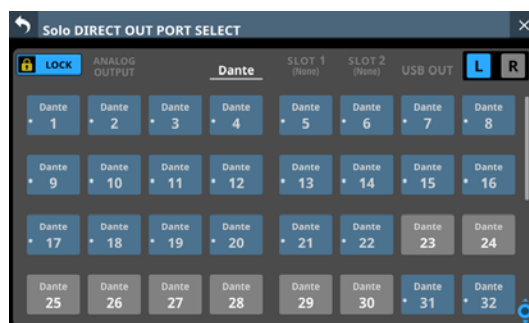 Solo DIRECT OUT PORT SELECT
LOCK
ANALOG
OUTPUT
Dante
SLOT 1
(None)
SLOT 2
(None)
USB OUT
L
R
Dante
1
Dante
2
Dante
3
Dante
4
Dante
5
Dante
6
Dante
7
Dante
8
Dante
9
Dante
10
Dante
11
Dante
12
Dante
13
Dante
14
Dante
15
Dante
16
Dante
17
Dante
18
Dante
19
Dante
20
Dante
21
Dante
22
Dante
23
Dante
24
Dante
25
Dante
26
Dante
27
Dante
28
Dante
29
Dante
30
Dante
31
Dante
32